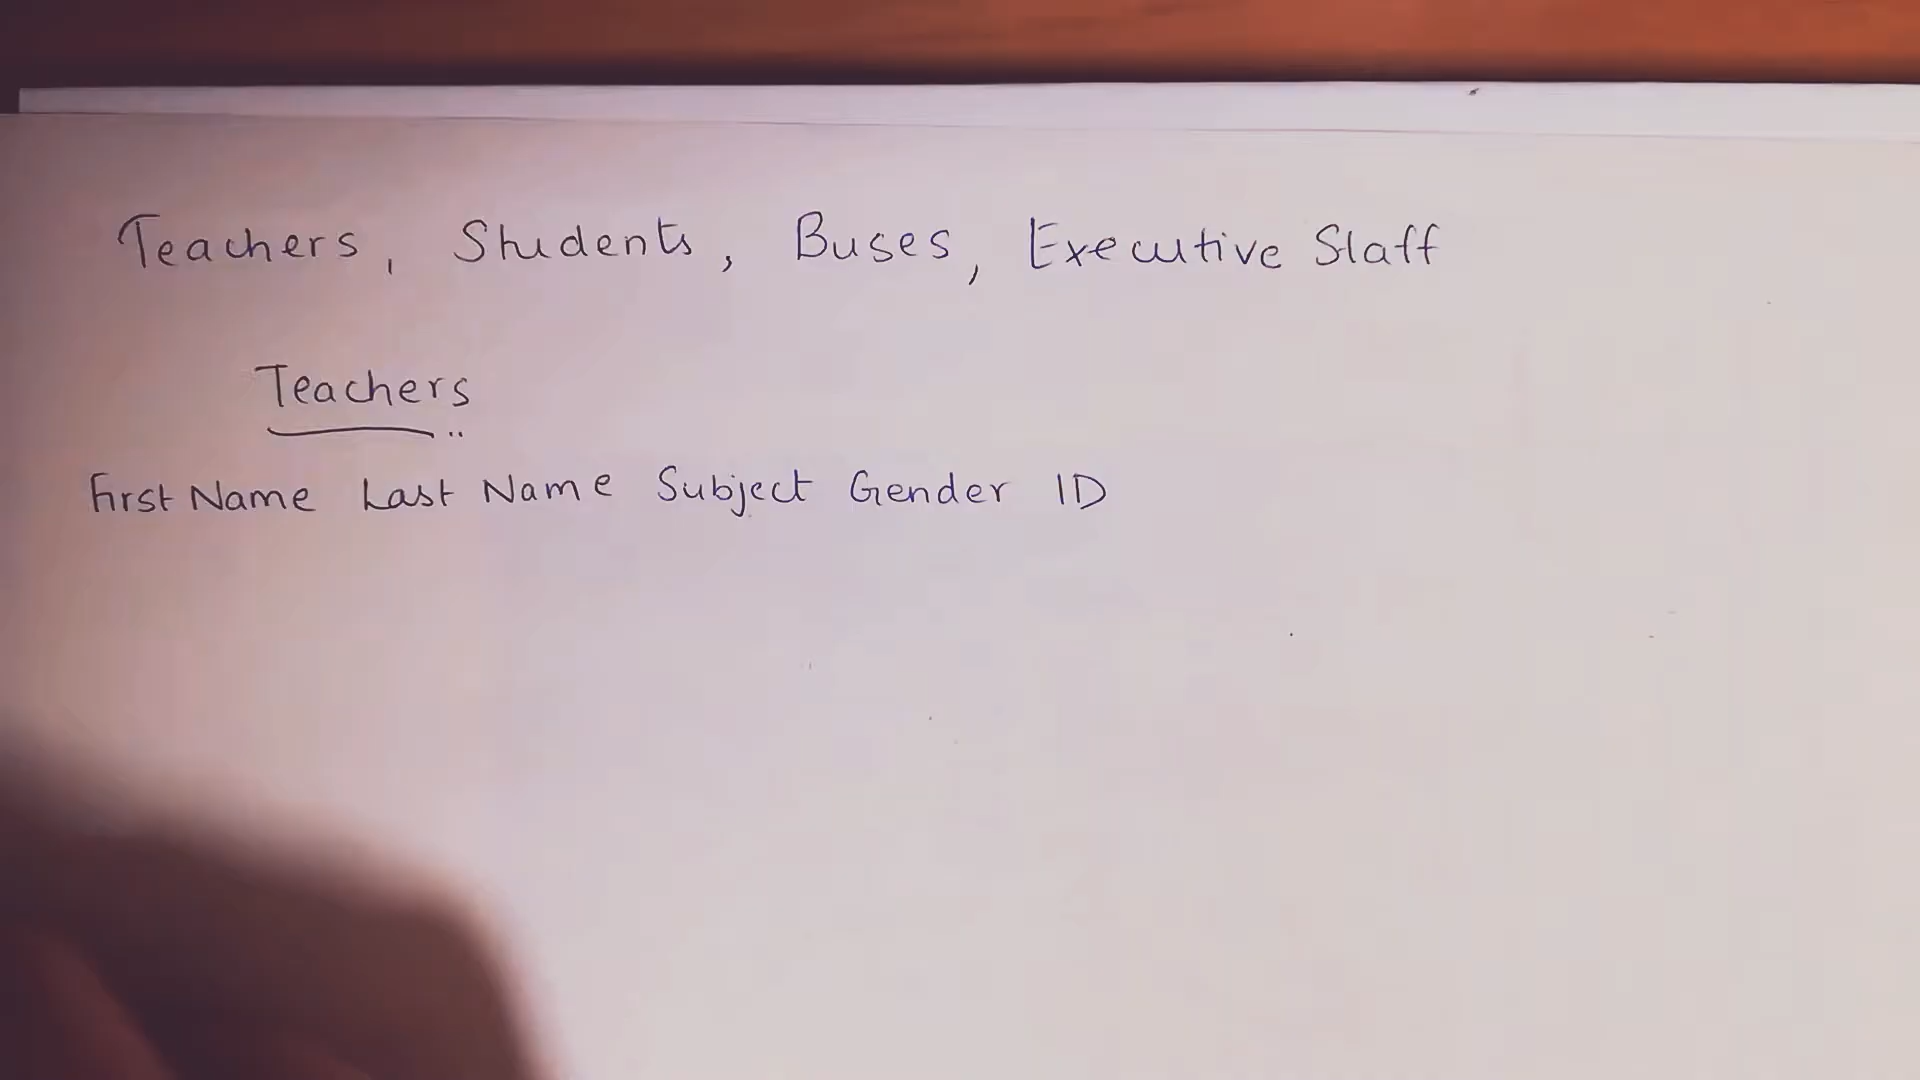 Teachers, Students, Buses, Executive Staff
Teachers
First Name Last Name Subject Gender ID